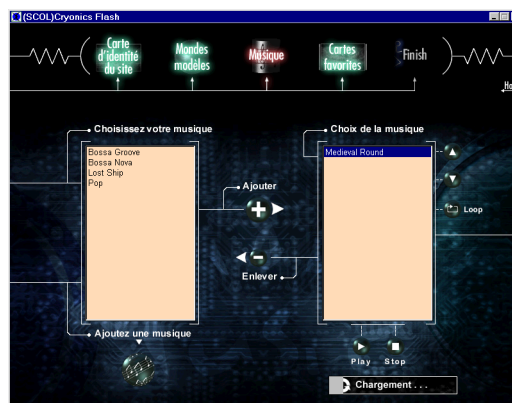 (SCOL)Cryonics Flash
Carte d'identité du site
Mondes modèles
Musique
Cartes favorites
Finish
Choisissez votre musique
Choix de la musique
Bossa Groove
Bossa Nova
Lost Ship
Pop
Medieval Round
Ajouter
Loop
Enlever
Ajoutez une musique
Play Stop
Chargement . . .